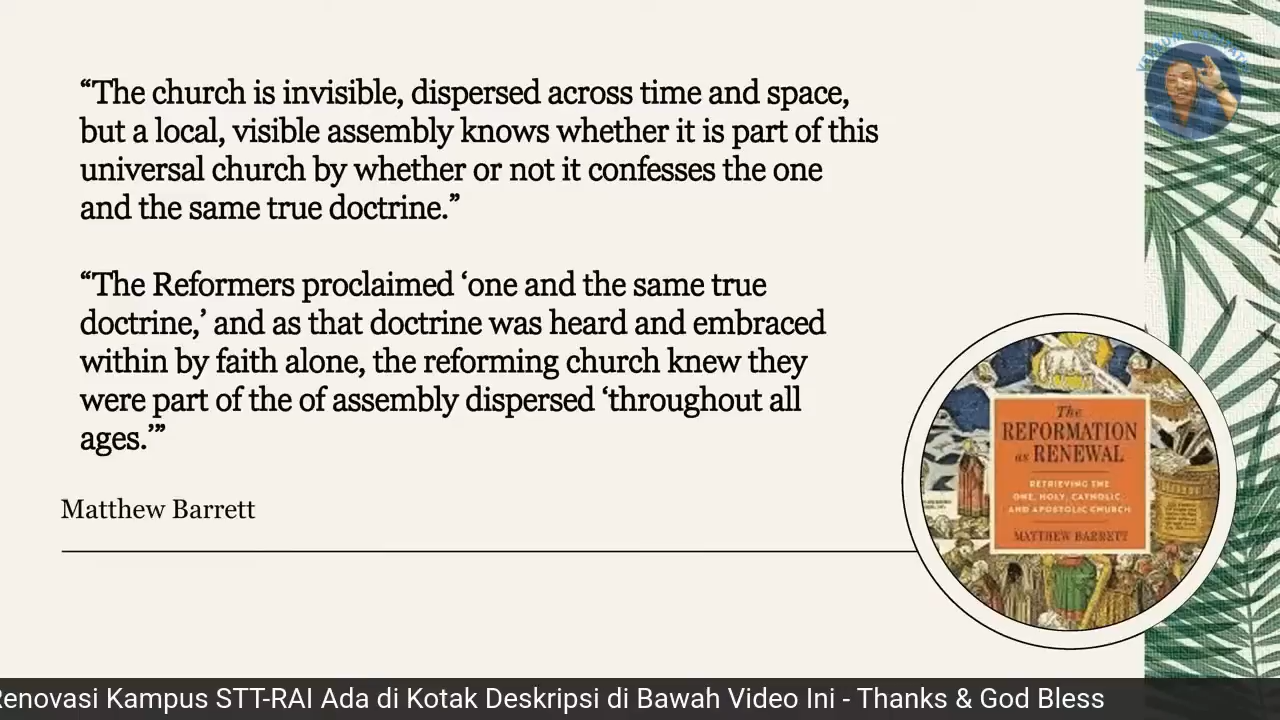 “The church is invisible, dispersed across time and space,
but a local, visible assembly knows whether it is part of this
universal church by whether or not it confesses the one
and the same true doctrine.”
“The Reformers proclaimed ‘one and the same true
doctrine,’ and as that doctrine was heard and embraced
within by faith alone, the reforming church knew they
were part of the of assembly dispersed ‘throughout all
ages.’”
Matthew Barrett
The
REFORMATION
as RENEWAL
RETRIEVING THE
ONE, HOLY, CATHOLIC,
AND APOSTOLIC CHURCH
MATTHEW BARRETT
Renovasi Kampus STT-RAI Ada di Kotak Deskripsi di Bawah Video Ini - Thanks & God Bless